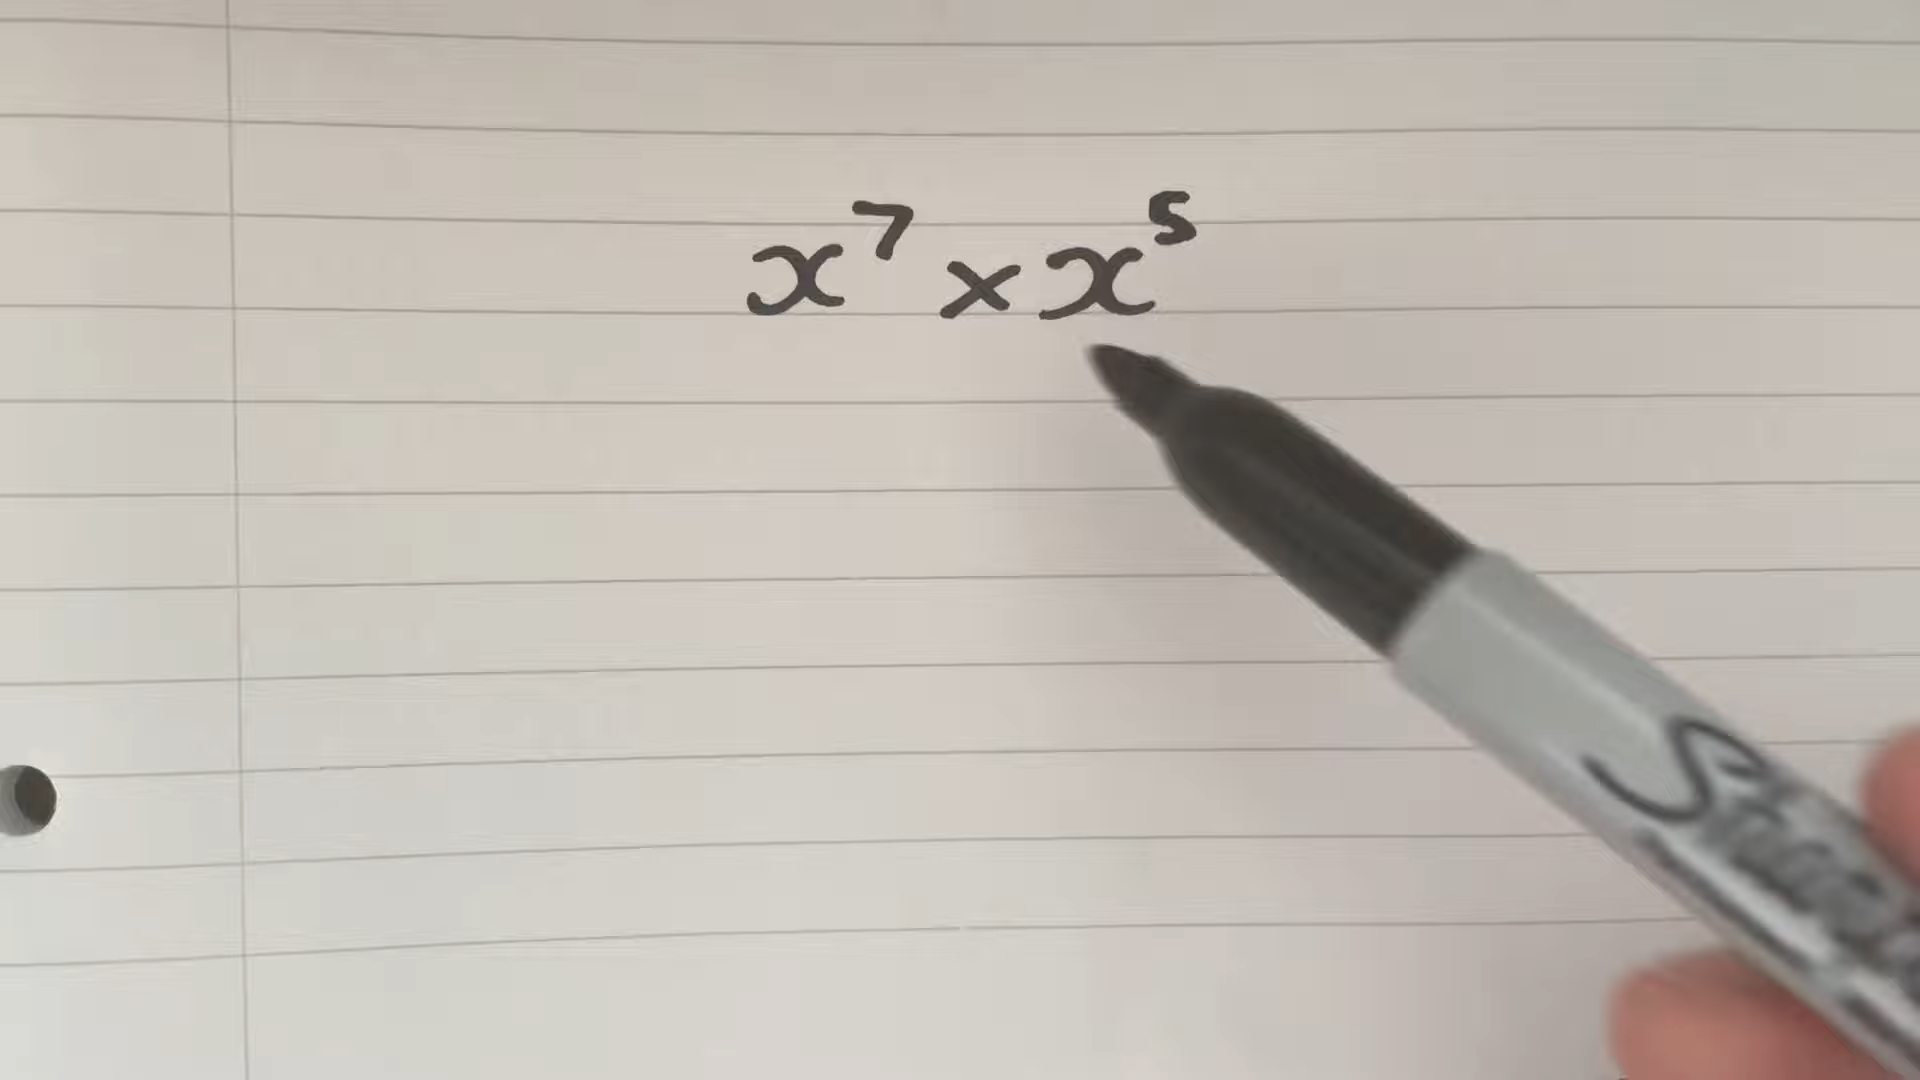 x⁷ × x⁵